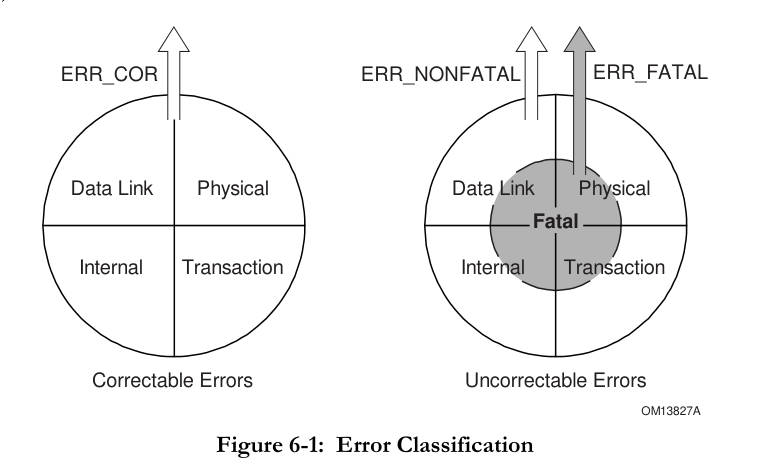 ERR_COR
ERR_NONFATAL
ERR_FATAL
Data Link
Physical
Internal
Transaction
Data Link
Physical
Fatal
Internal
Transaction
Correctable Errors
Uncorrectable Errors
OM13827A
Figure 6-1: Error Classification